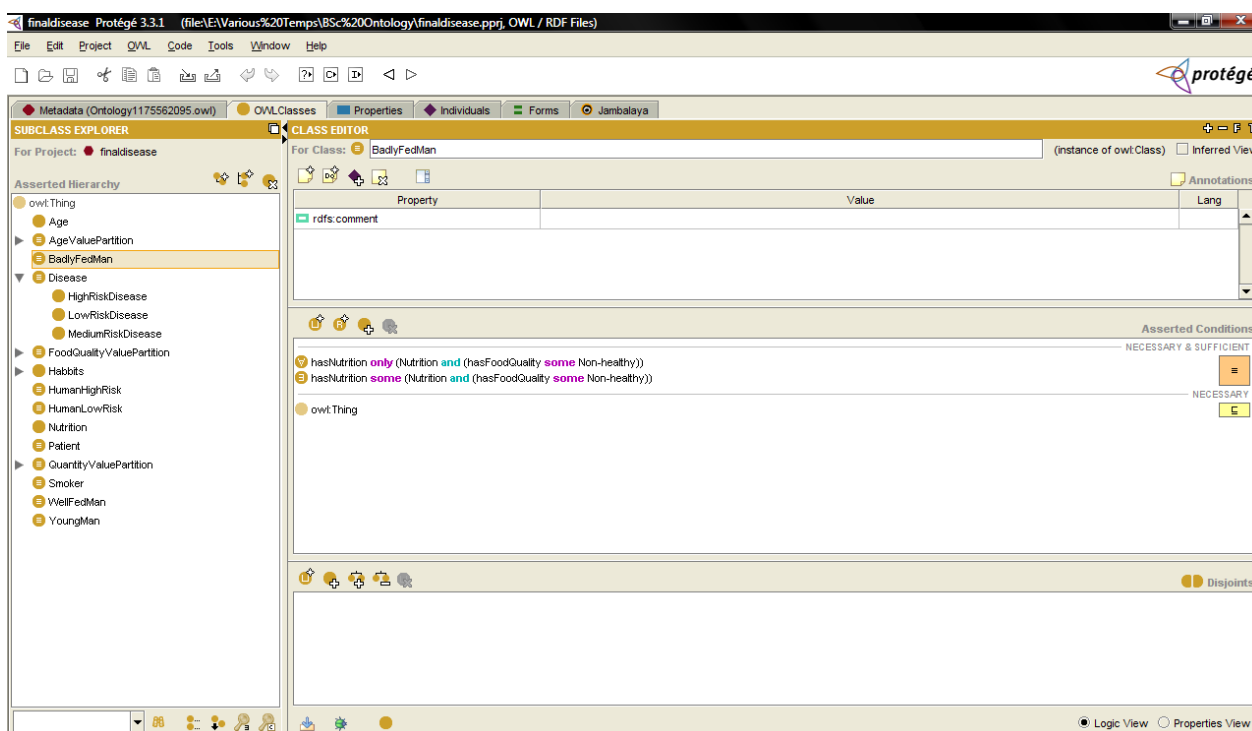 finaldisease Protégé 3.3.1 (file:\E:\Various%20Temps\BSc%20Ontology\finaldisease.pprj, OWL / RDF Files)
File Edit Project OWL Code Tools Window Help
protégé
Metadata (Ontology1175562095.owl) OWLClasses Properties Individuals Forms Jambalaya
SUBCLASS EXPLORER
For Project: finaldisease
Asserted Hierarchy
owl:Thing
Age
AgeValuePartition
BadlyFedMan
Disease
HighRiskDisease
LowRiskDisease
MediumRiskDisease
FoodQualityValuePartition
Habbits
HumanHighRisk
HumanLowRisk
Nutrition
Patient
QuantityValuePartition
Smoker
WellFedMan
YoungMan
CLASS EDITOR
For Class: BadlyFedMan (instance of owl:Class) Inferred View
Annotations
Property Value Lang
rdfs:comment
Asserted Conditions
NECESSARY & SUFFICIENT
hasNutrition only (Nutrition and (hasFoodQuality some Non-healthy))
hasNutrition some (Nutrition and (hasFoodQuality some Non-healthy))
NECESSARY
owl:Thing
Disjoints
Logic View Properties View